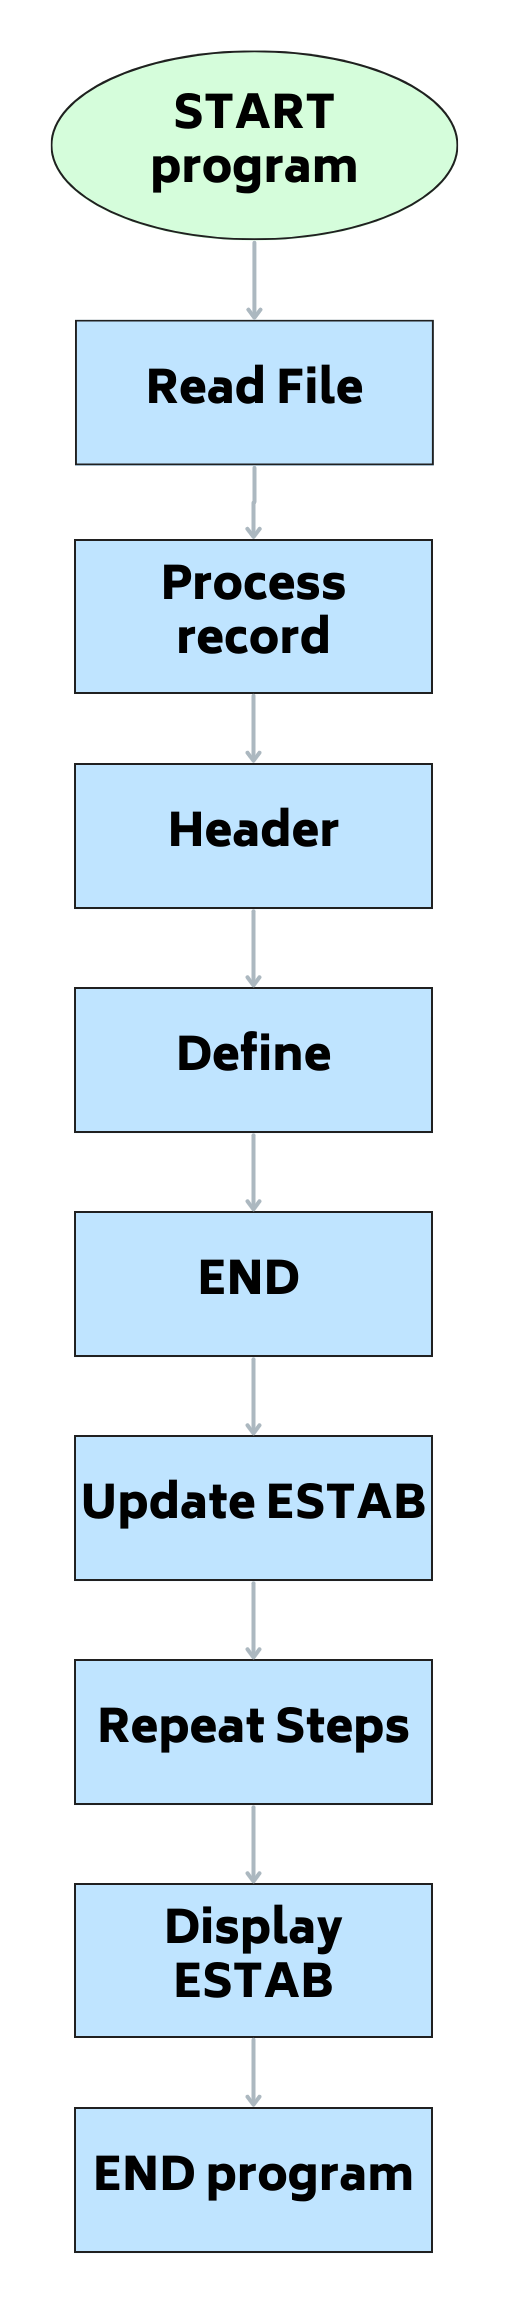 START
program
Read File
Process
record
Header
Define
END
Update ESTAB
Repeat Steps
Display
ESTAB
END program